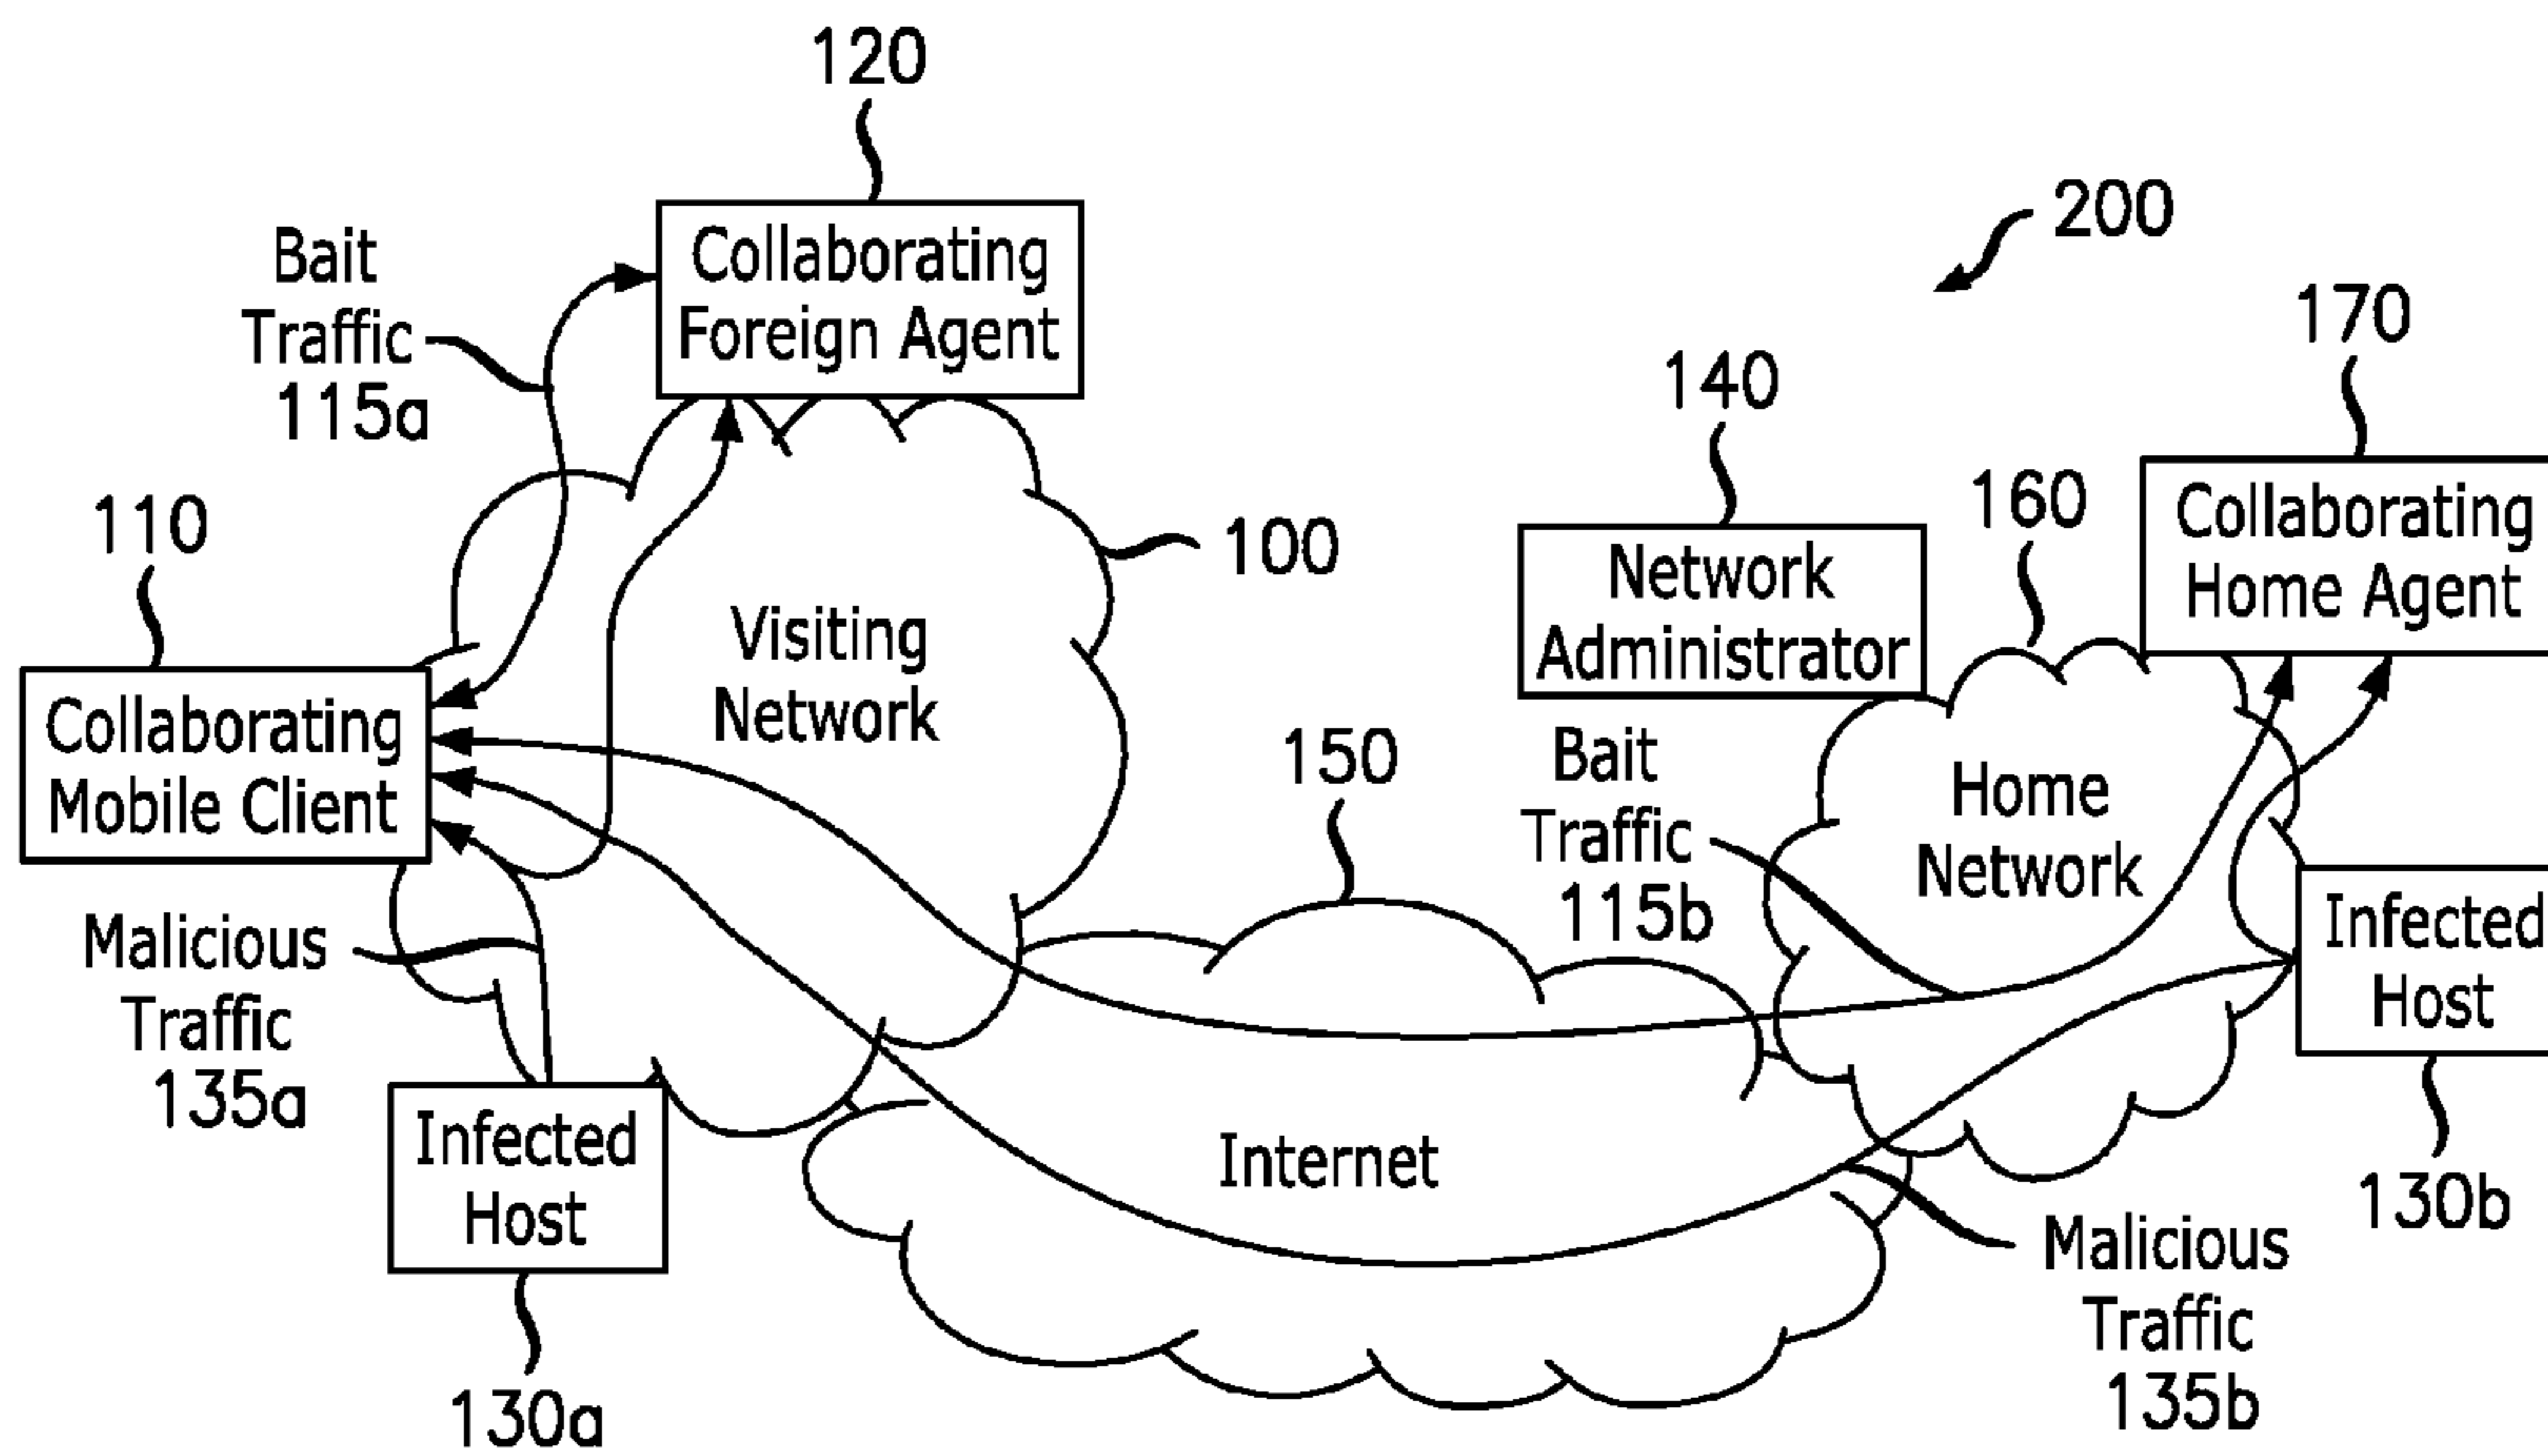 120
Collaborating
Foreign Agent
Bait
Traffic
115a
200
170
Collaborating
Home Agent
140
Network
Administrator
160
110
Collaborating
Mobile Client
100
Visiting
Network
150
Bait
Traffic
115b
Home
Network
Infected
Host
130b
Malicious
Traffic
135a
Infected
Host
130a
Internet
Malicious
Traffic
135b